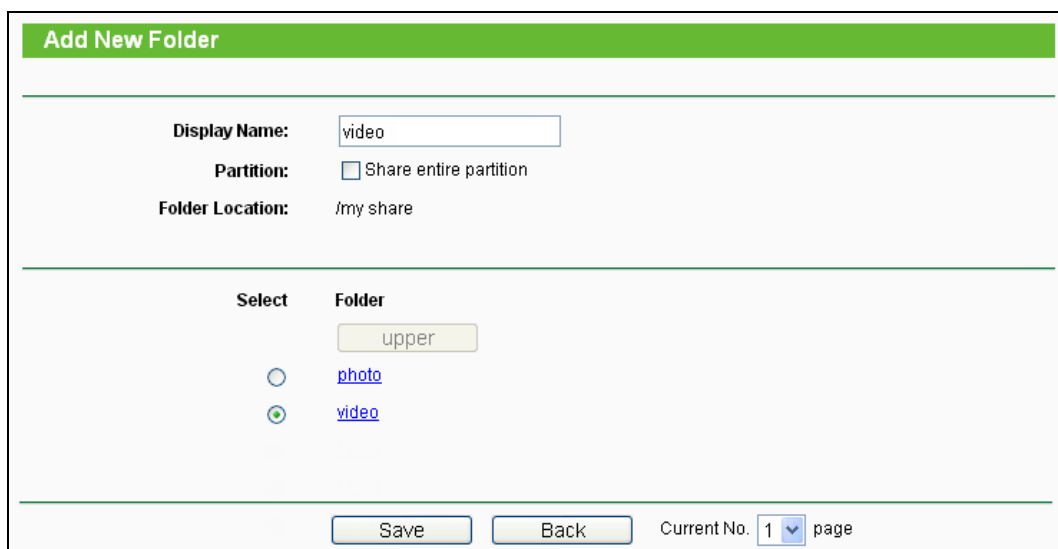 Add New Folder
Display Name: video
Partition: Share entire partition
Folder Location: /my share
Select Folder
upper
photo
video
Save Back Current No. 1 page